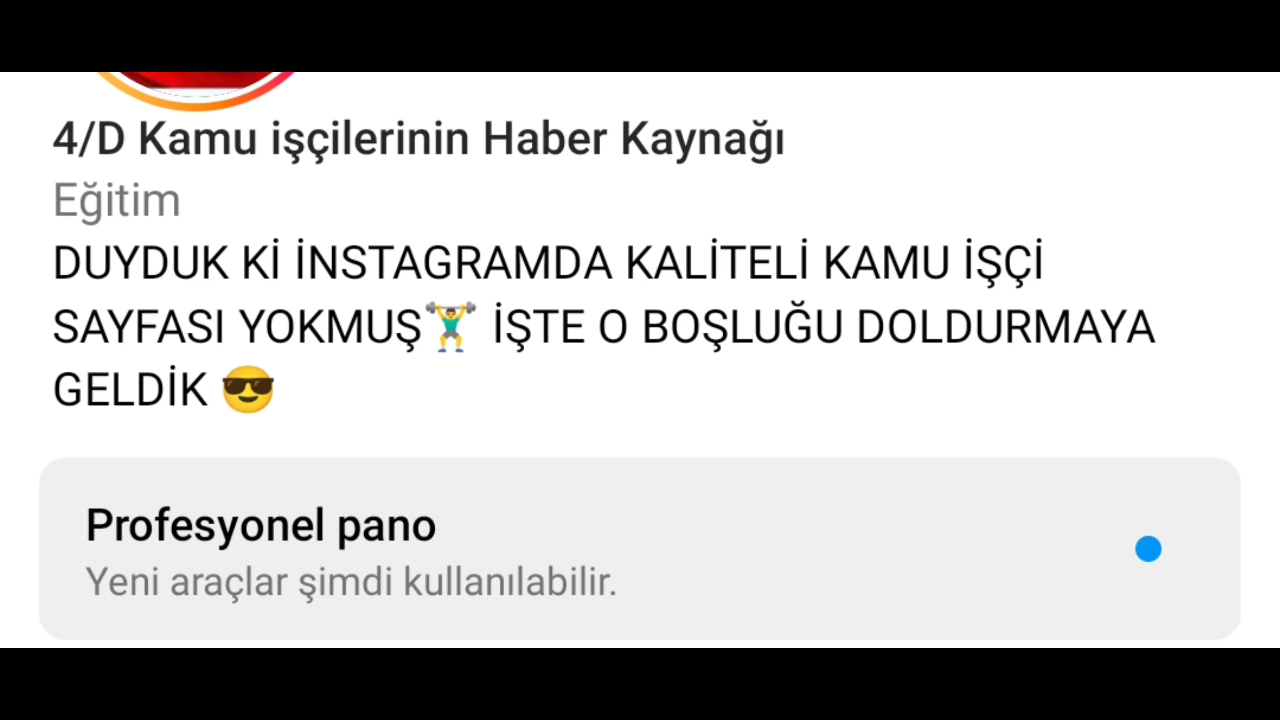 4/D Kamu işçilerinin Haber Kaynağı
Eğitim
DUYDUK Kİ İNSTAGRAMDA KALİTELİ KAMU İŞÇİ
SAYFASI YOKMUŞ🏋️‍♂️ İŞTE O BOŞLUĞU DOLDURMAYA
GELDİK 😎
Profesyonel pano
Yeni araçlar şimdi kullanılabilir.